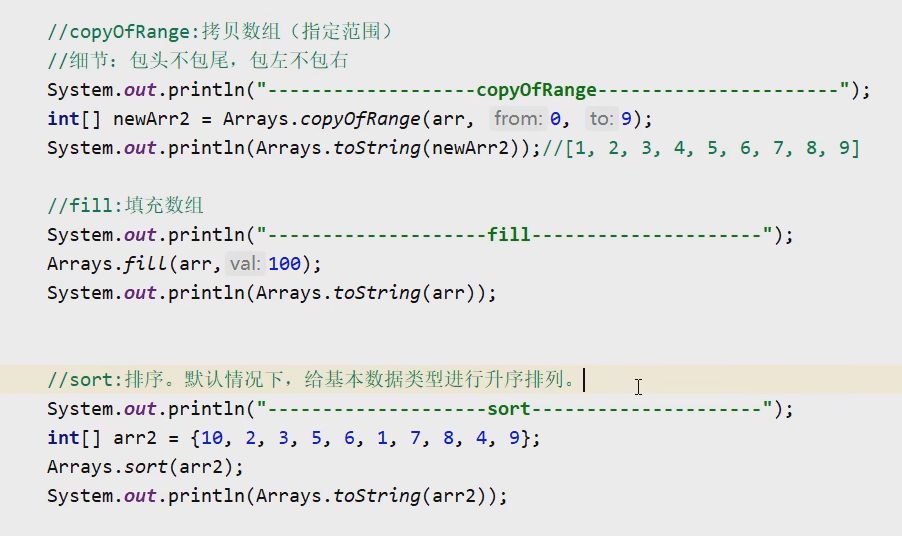 //copyOfRange:拷贝数组（指定范围）
//细节：包头不包尾，包左不包右
System.out.println("-------------------copyOfRange----------------------");
int[] newArr2 = Arrays.copyOfRange(arr, from: 0, to: 9);
System.out.println(Arrays.toString(newArr2));//[1, 2, 3, 4, 5, 6, 7, 8, 9]
//fill:填充数组
System.out.println("--------------------fill---------------------");
Arrays.fill(arr, val: 100);
System.out.println(Arrays.toString(arr));
//sort:排序。默认情况下，给基本数据类型进行升序排列。
System.out.println("--------------------sort---------------------");
int[] arr2 = {10, 2, 3, 5, 6, 1, 7, 8, 4, 9};
Arrays.sort(arr2);
System.out.println(Arrays.toString(arr2));